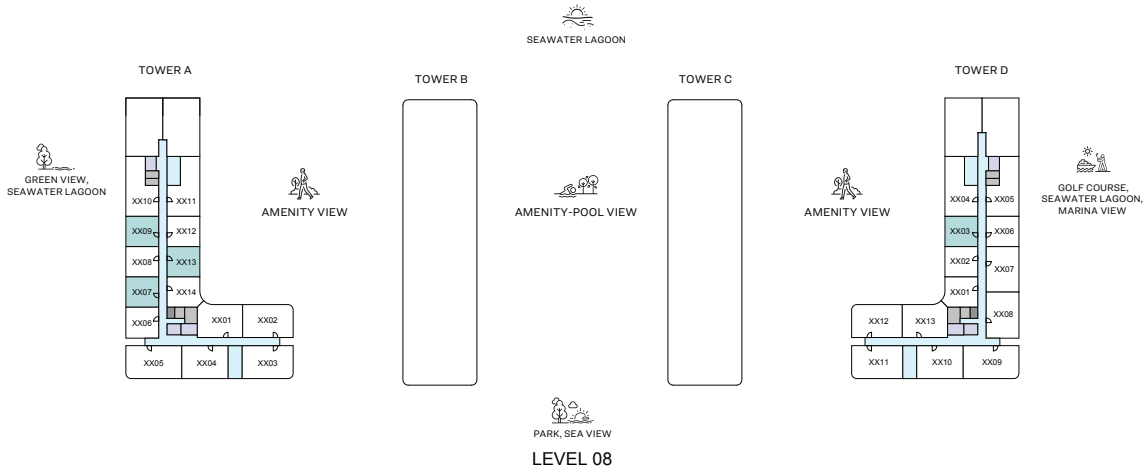 SEAWATER LAGOON
TOWER A
TOWER B
TOWER C
TOWER D
GREEN VIEW,
SEAWATER LAGOON
AMENITY VIEW
AMENITY-POOL VIEW
AMENITY VIEW
GOLF COURSE,
SEAWATER LAGOON,
MARINA VIEW
XX10
XX11
XX09
XX12
XX08
XX13
XX07
XX14
XX06
XX01
XX02
XX05
XX04
XX03
XX04
XX05
XX03
XX06
XX02
XX07
XX01
XX08
XX12
XX13
XX11
XX10
XX09
PARK, SEA VIEW
LEVEL 08